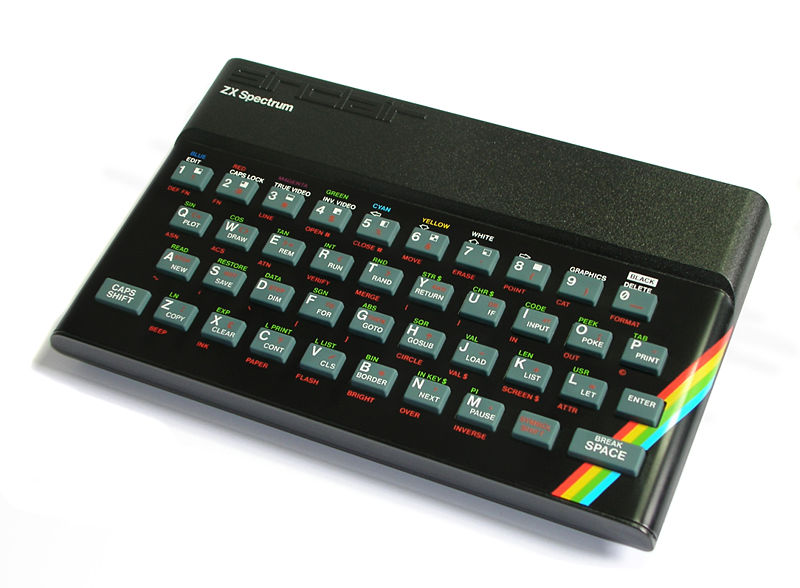 sinclair
ZX Spectrum
BLUE RED MAGENTA GREEN CYAN YELLOW WHITE BLACK
EDIT CAPS LOCK TRUE VIDEO INV. VIDEO GRAPHICS DELETE
1 2 3 4 5 6 7 8 9 0
DEF FN FN LINE OPEN # CLOSE # MOVE ERASE POINT CAT FORMAT
SIN COS TAN INT RND STR $ CHR $ CODE PEEK TAB
Q PLOT W DRAW E REM R RUN T RAND Y RETURN U IF I INPUT O POKE P PRINT
ASN ACS ATN VERIFY MERGE [ ] IN OUT ©
READ RESTORE DATA SGN ABS SQR VAL LEN USR
A NEW S SAVE D DIM F FOR G GOTO H GOSUB J LOAD K LIST L LET ENTER
CIRCLE VAL $ SCREEN $ ATTR
LN EXP L PRINT L LIST BIN IN KEY $ PI
CAPS SHIFT Z COPY X CLEAR C CONT V CLS B BORDER N NEXT M PAUSE SYMBOL SHIFT BREAK SPACE
BEEP INK PAPER FLASH BRIGHT OVER INVERSE